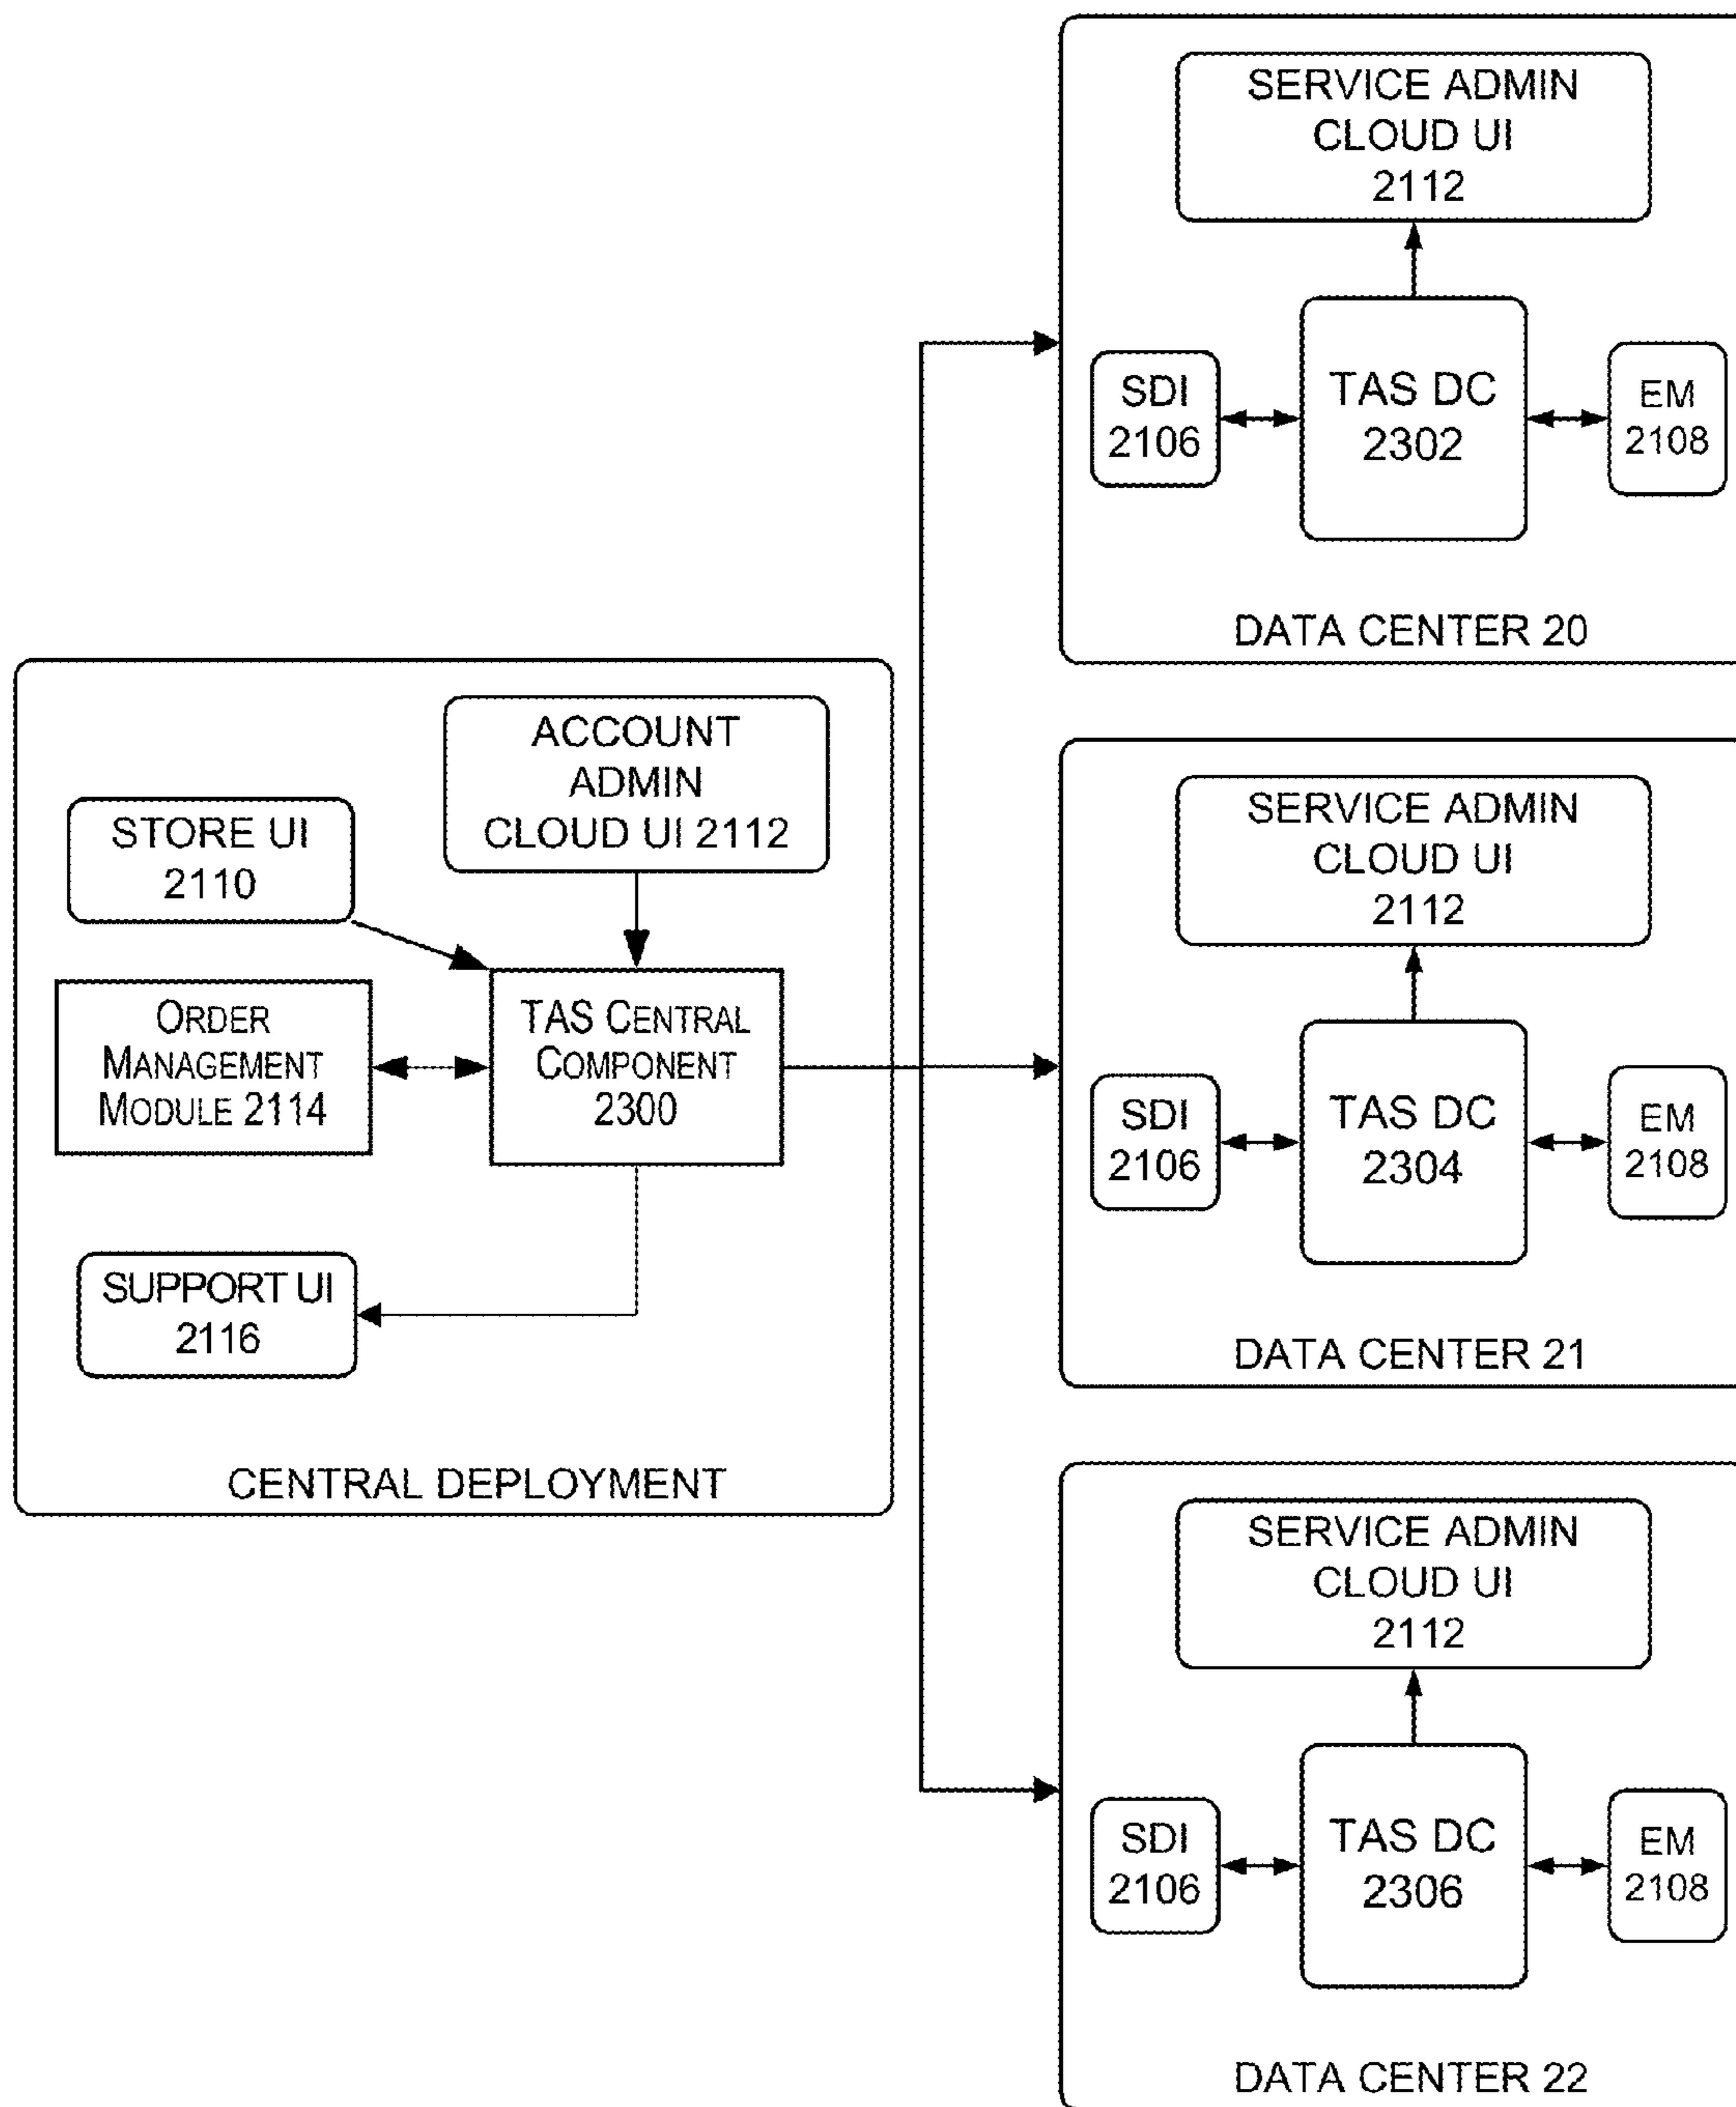 SERVICE ADMIN
CLOUD UI
2112
SDI
2106
TAS DC
2302
EM
2108
DATA CENTER 20
ACCOUNT
ADMIN
CLOUD UI 2112
STORE UI
2110
ORDER
MANAGEMENT
MODULE 2114
TAS CENTRAL
COMPONENT
2300
SUPPORT UI
2116
CENTRAL DEPLOYMENT
SERVICE ADMIN
CLOUD UI
2112
SDI
2106
TAS DC
2304
EM
2108
DATA CENTER 21
SERVICE ADMIN
CLOUD UI
2112
SDI
2106
TAS DC
2306
EM
2108
DATA CENTER 22